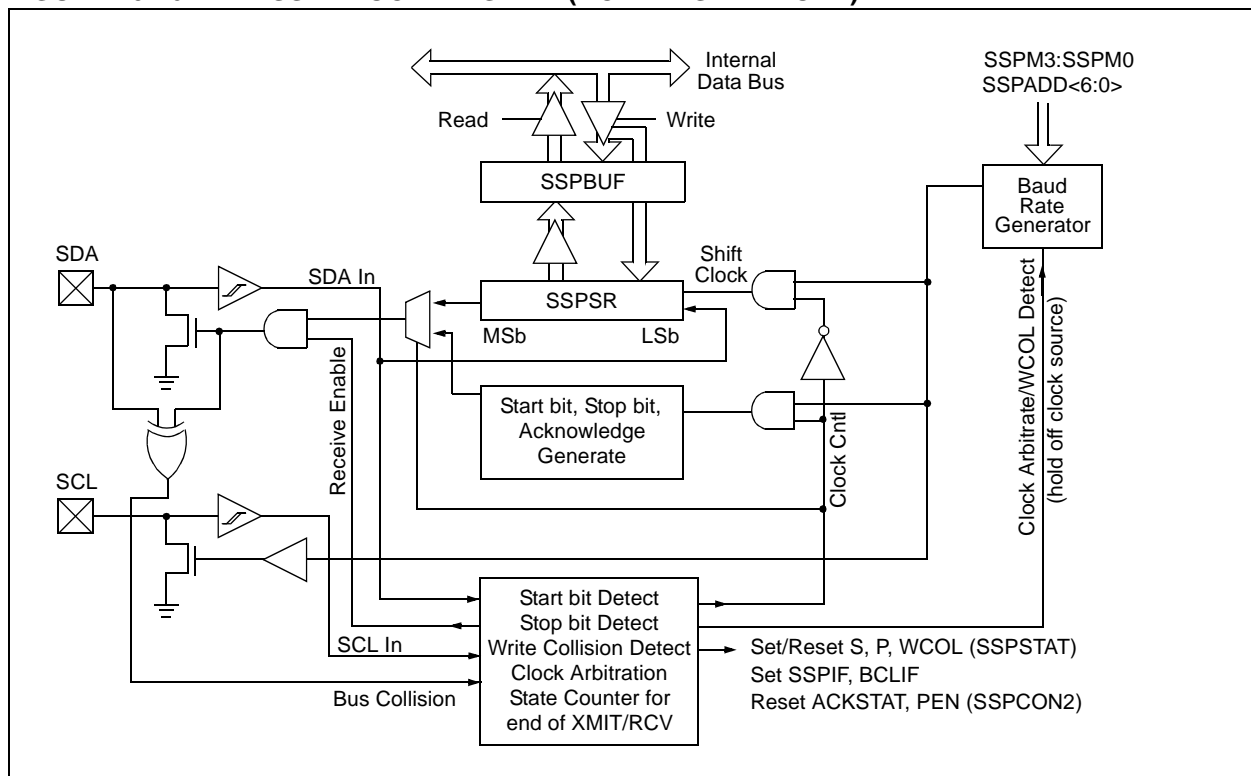 Internal
Data Bus
SSPM3:SSPM0
SSPADD<6:0>
Read
Write
SSPBUF
Baud
Rate
Generator
SDA
SDA In
Shift
Clock
SSPSR
MSb
LSb
Receive Enable
Start bit, Stop bit,
Acknowledge
Generate
Clock Cntl
Clock Arbitrate/WCOL Detect
(hold off clock source)
SCL
SCL In
Bus Collision
Start bit Detect
Stop bit Detect
Write Collision Detect
Clock Arbitration
State Counter for
end of XMIT/RCV
Set/Reset S, P, WCOL (SSPSTAT)
Set SSPIF, BCLIF
Reset ACKSTAT, PEN (SSPCON2)